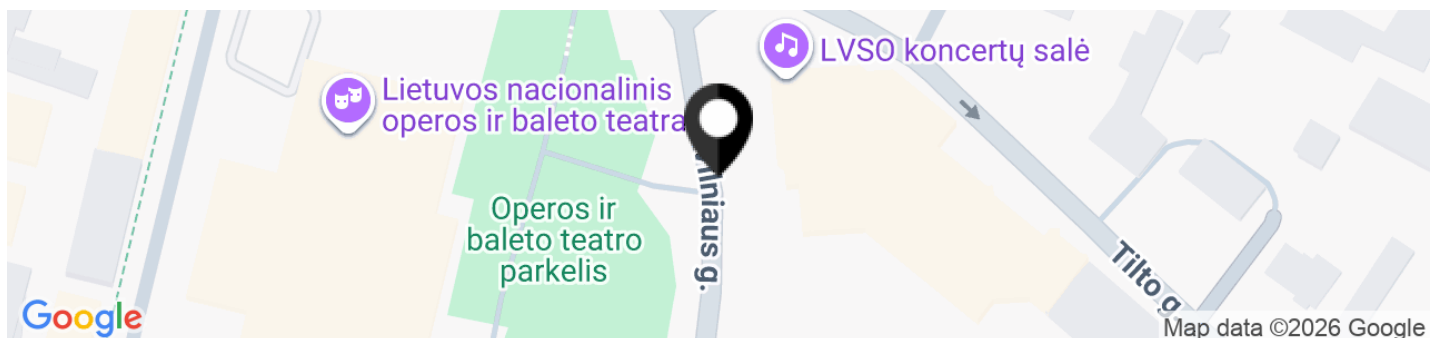 LVSO koncertų salė
Lietuvos nacionalinis
operos ir baleto
Operos ir
baleto teatro
parkelis
g.
Tilto g.
Google
Map data ©2026 Google